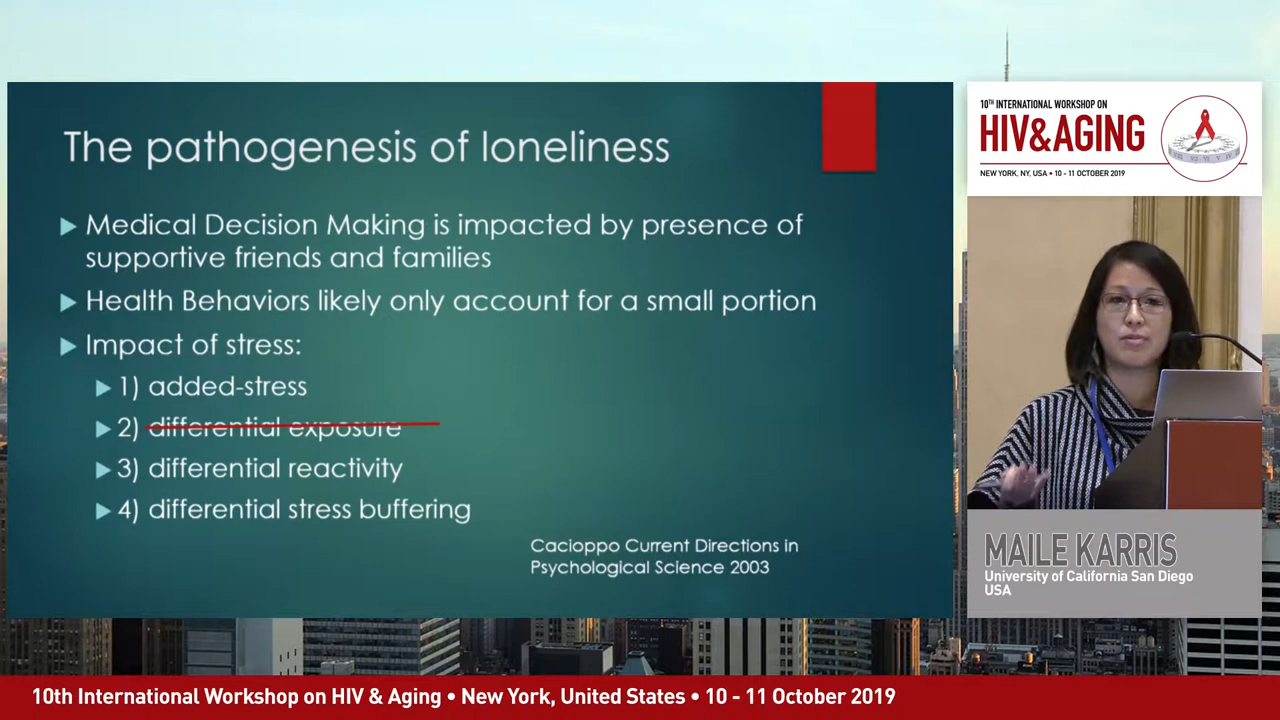 The pathogenesis of loneliness
Medical Decision Making is impacted by presence of
supportive friends and families
Health Behaviors likely only account for a small portion
Impact of stress:
1) added-stress
2) differential exposure
3) differential reactivity
4) differential stress buffering
Cacioppo Current Directions in
Psychological Science 2003
10TH INTERNATIONAL WORKSHOP ON
HIV&AGING
NEW YORK, NY, USA • 10 - 11 OCTOBER 2019
MAILE KARRIS
University of California San Diego
USA
10th International Workshop on HIV & Aging • New York, United States • 10 - 11 October 2019